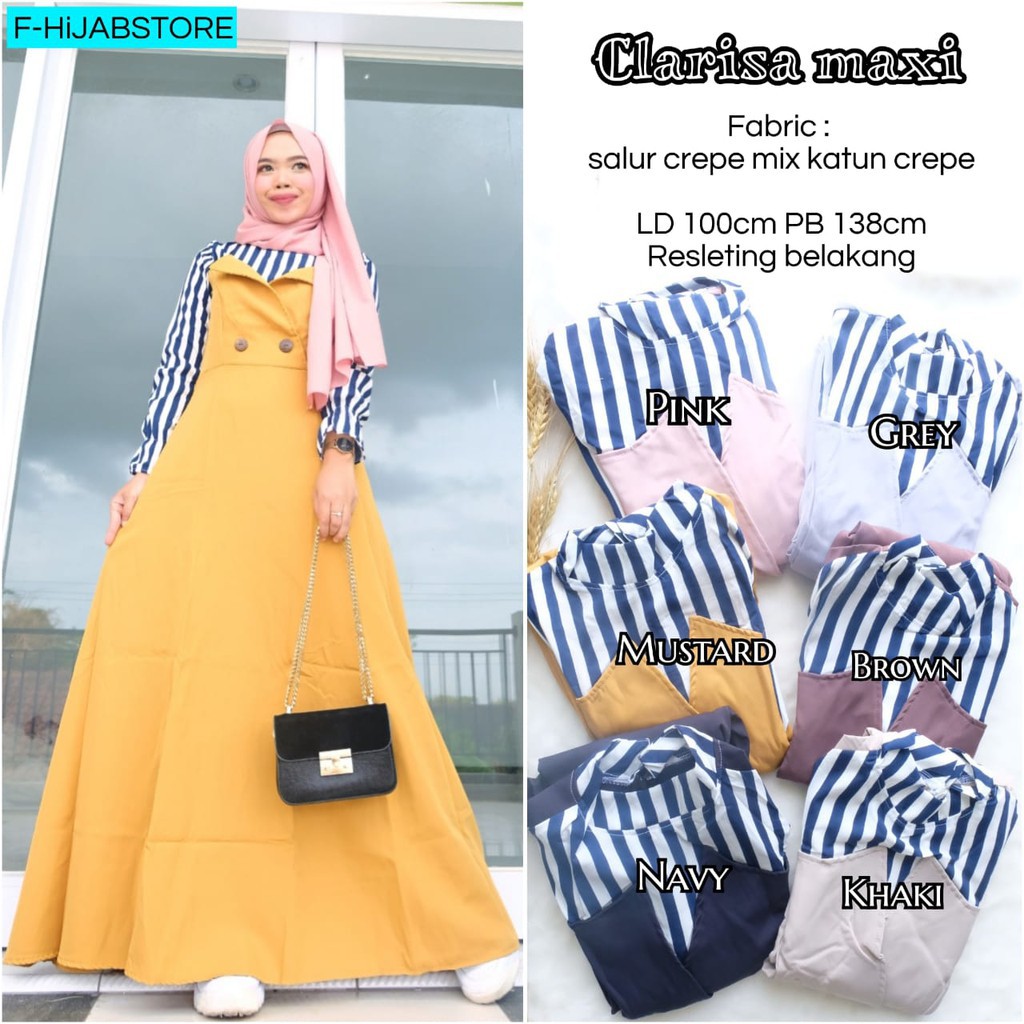 F-HiJABSTORE
Clarisa maxi
Fabric :
salur crepe mix katun crepe
LD 100cm PB 138cm
Resleting belakang
Pink
Grey
Mustard
Brown
Navy
Khaki